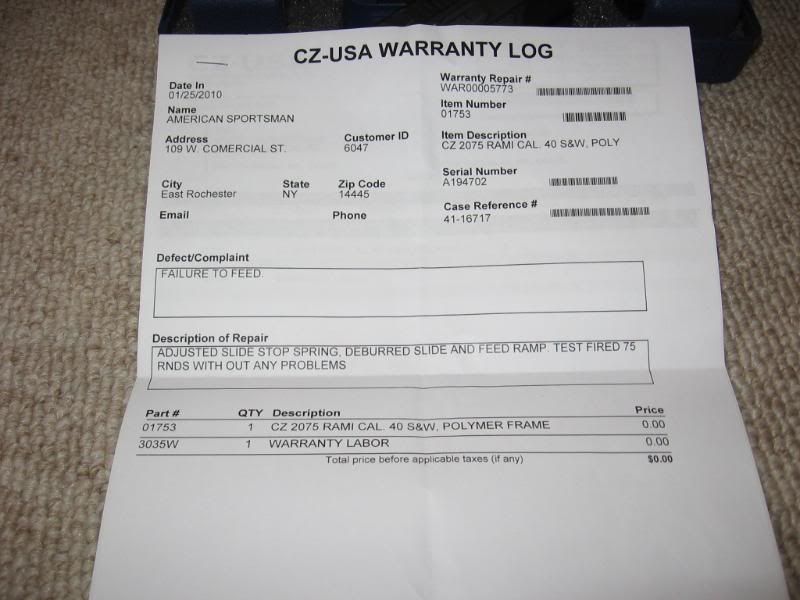 CZ-USA WARRANTY LOG
Date In
01/25/2010
Name
AMERICAN SPORTSMAN
Address
109 W. COMERCIAL ST.
Customer ID
6047
City
East Rochester
State
NY
Zip Code
14445
Email
Phone
Warranty Repair #
WAR00005773
Item Number
01753
Item Description
CZ 2075 RAMI CAL. 40 S&W, POLY
Serial Number
A194702
Case Reference #
41-16717
Defect/Complaint
FAILURE TO FEED.
Description of Repair
ADJUSTED SLIDE STOP SPRING, DEBURRED SLIDE AND FEED RAMP. TEST FIRED 75
RNDS WITH OUT ANY PROBLEMS
Part # QTY Description Price
01753 1 CZ 2075 RAMI CAL. 40 S&W, POLYMER FRAME 0.00
3035W 1 WARRANTY LABOR 0.00
Total price before applicable taxes (if any) $0.00